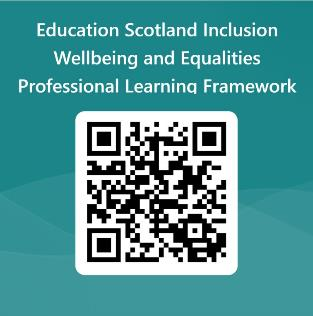 Education Scotland Inclusion
Wellbeing and Equalities
Professional Learning Framework